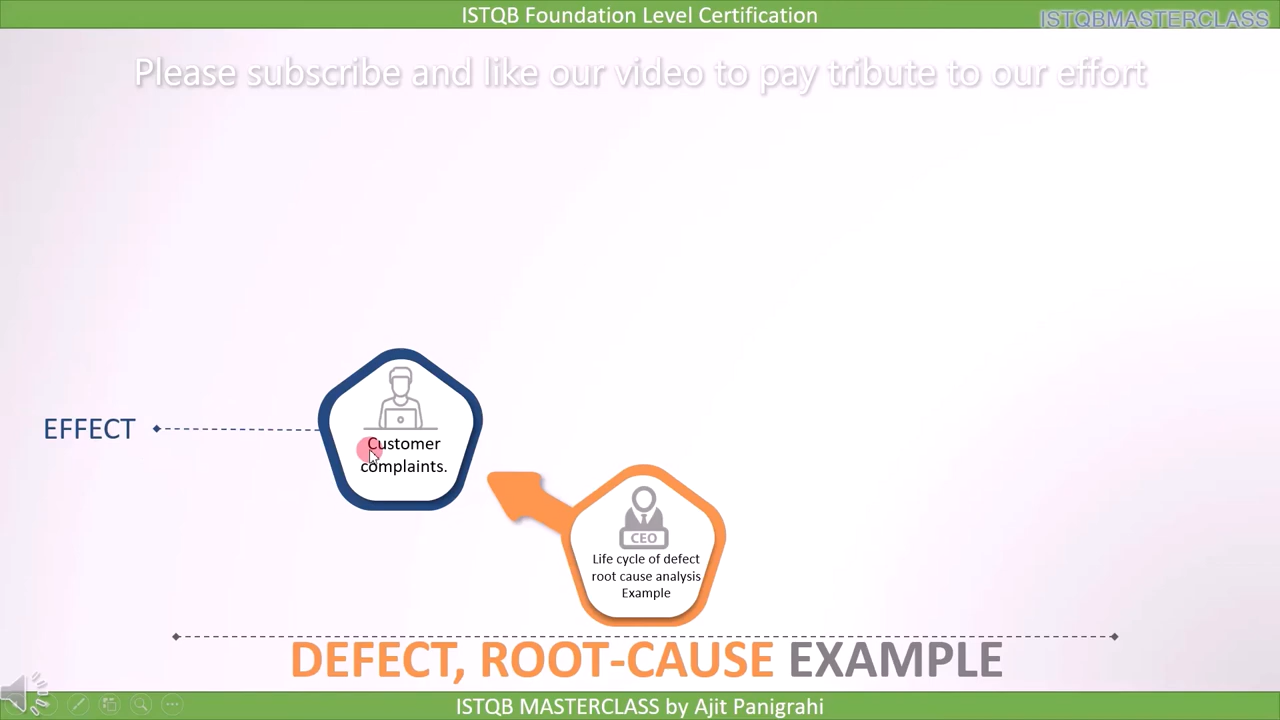 ISTQB Foundation Level Certification
ISTQBMASTERCLASS
Please subscribe and like our video to pay tribute to our effort
EFFECT
Customer
complaints.
CEO
Life cycle of defect
root cause analysis
Example
DEFECT, ROOT-CAUSE EXAMPLE
ISTQB MASTERCLASS by Ajit Panigrahi